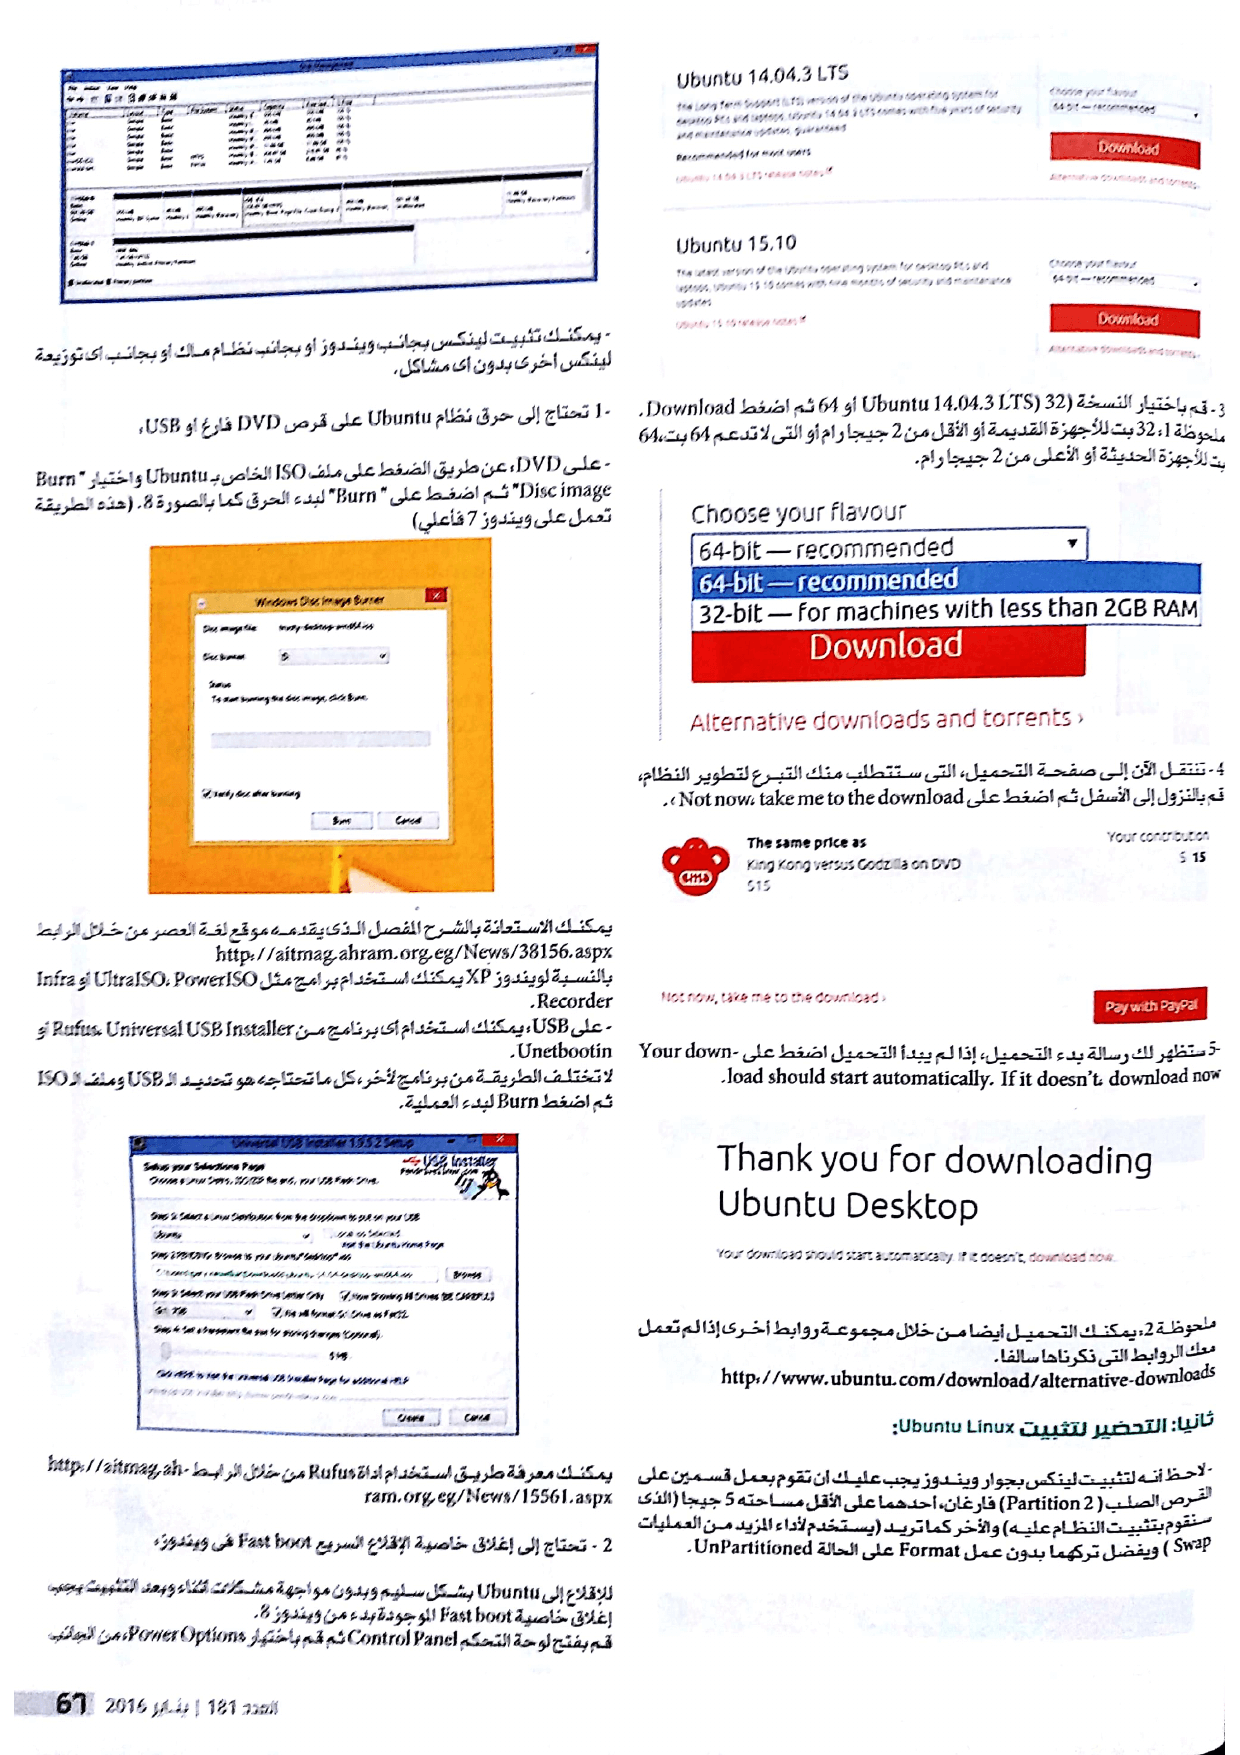 Ubuntu 14.04.3 LTS
The Long Term Support (LTS) version of the Ubuntu operating system for
desktop PCs and laptops, Ubuntu 14.04.3 LTS comes with five years of security
and maintenance updates, guaranteed.
Recommended for most users
Ubuntu 14.04.3 LTS release notes
Choose your flavour
64-bit — recommended
Download
Alternative downloads and torrents ›
Ubuntu 15.10
The latest version of the Ubuntu operating system for desktop PCs and
laptops, Ubuntu 15.10 comes with nine months of security and maintenance
updates
Ubuntu 15.10 release notes
Choose your flavour
64-bit — recommended
Download
Alternative downloads and torrents ›
3- قم باختيار النسخة (Ubuntu 14.04.3 LTS) 32 أو 64 ثم اضغط Download.
ملحوظة 1: 32 بت للأجهزة القديمة أو الأقل من 2 جيجا رام أو التى لا تدعم 64 بت، 64
بت للأجهزة الحديثة أو الأعلى من 2 جيجا رام.
Choose your flavour
64-bit — recommended
64-bit — recommended
32-bit — for machines with less than 2GB RAM
Download
Alternative downloads and torrents ›
4- تنتقل الآن إلى صفحة التحميل، التى ستتطلب منك التبرع لتطوير النظام،
قم بالنزول إلى الأسفل ثم اضغط على Not now، take me to the download ›.
The same price as
King Kong versus Godzilla on DVD
$15
Your contribution
$ 15
Not now, take me to the download ›
Pay with PayPal
5- ستظهر لك رسالة بدء التحميل، إذا لم يبدأ التحميل اضغط على Your down-
load should start automatically. If it doesn't، download now.
Thank you for downloading
Ubuntu Desktop
Your download should start automatically. If it doesn't, download now.
ملحوظة 2: يمكنك التحميل أيضا من خلال مجموعة روابط أخرى إذا لم تعمل
معك الروابط التى ذكرناها سالفا.
http://www.ubuntu.com/download/alternative-downloads
ثانيا: التحضير لتثبيت Ubuntu Linux:
-لاحظ أنه لتثبيت لينكس بجوار ويندوز يجب عليك ان تقوم بعمل قسمين على
القرص الصلب (2 Partition) فارغان، أحدهما على الأقل مساحته 5 جيجا (الذى
سنقوم بتثبيت النظام عليه) والأخر كما تريد (يستخدم لأداء المزيد من العمليات
Swap ) ويفضل تركهما بدون عمل Format على الحالة UnPartitioned.
- يمكنك تثبيت لينكس بجانب ويندوز أو بجانب نظام ماك أو بجانب أى توزيعة
لينكس أخرى بدون أى مشاكل.
1- تحتاج إلى حرق نظام Ubuntu على قرص DVD فارغ أو USB،
- على DVD: عن طريق الضغط على ملف ISO الخاص بـ Ubuntu واختيار "Burn
Disc image" ثم اضغط على "Burn" لبدء الحرق كما بالصورة 8. (هذه الطريقة
تعمل على ويندوز 7 فأعلي)
Windows Disc Image Burner
Disc image file:
Disc burner:
Status
To start burning the disc image, click Burn.
Verify disc after burning
Burn
Cancel
يمكنك الاستعانة بالشرح المفصل الذى يقدمه موقع لغة العصر من خلال الرابط
http://aitmag.ahram.org.eg/News/38156.aspx
بالنسبة لويندوز XP يمكنك استخدام برامج مثل UltraISO، PowerISO او Infra
Recorder.
- على USB: يمكنك استخدام أى برنامج من Rufus، Universal USB Installer أو
Unetbootin.
لا تختلف الطريقة من برنامج لأخر، كل ما تحتاجه هو تحديد الـ USB وملف الـ ISO
ثم اضغط Burn لبدء العملية.
Universal USB Installer 1.9.5.2 Setup
Setup your Selections Page
USB Installer
Ubuntu
Browse
Create
Cancel
يمكنك معرفة طريق استخدام اداة Rufus من خلال الرابط http://aitmag.ah-
ram.org.eg/News/15561.aspx
2 - تحتاج إلى إغلاق خاصية الإقلاع السريع Fast boot فى ويندوز،
للإقلاع إلى Ubuntu بشكل سليم وبدون مواجهة مشكلات أثناء وبعد التثبيت يجب
إغلاق خاصية Fast boot الموجودة بدء من ويندوز 8.
قم بفتح لوحة التحكم Control Panel ثم قم باختيار Power Options، من الجانب
العدد 181 | يناير 2016 67